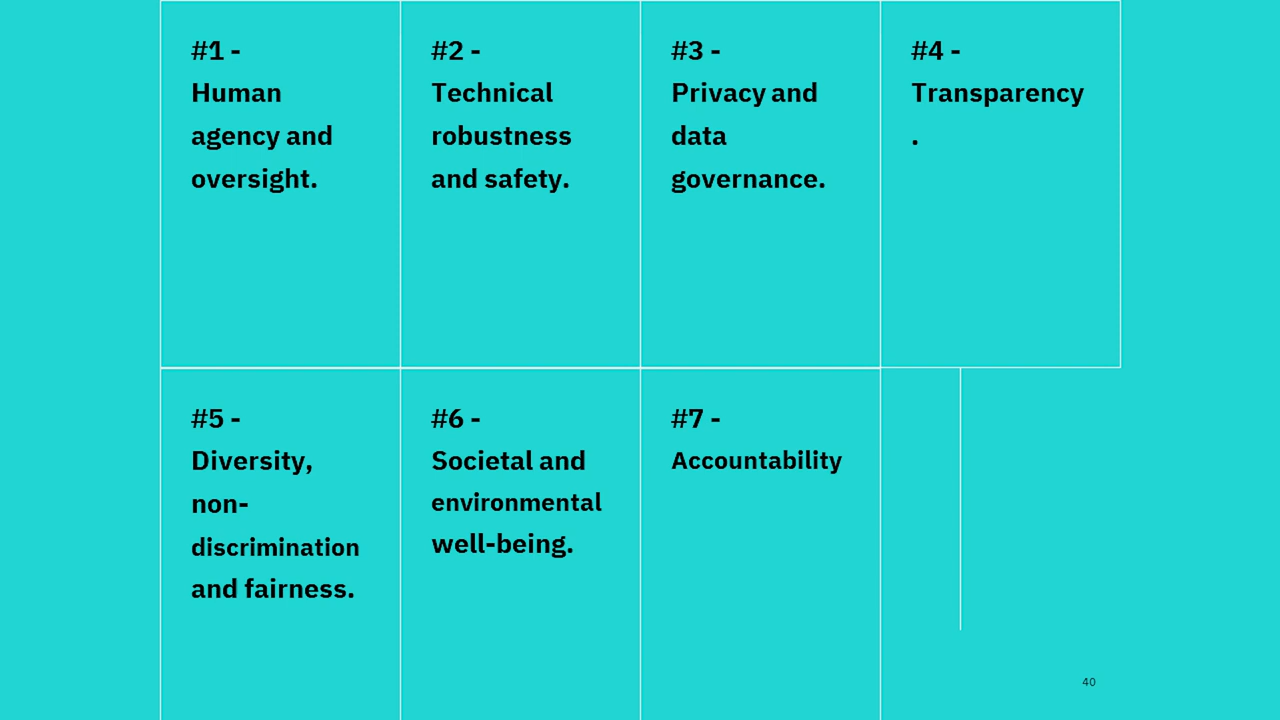 #1 -
Human
agency and
oversight.
#2 -
Technical
robustness
and safety.
#3 -
Privacy and
data
governance.
#4 -
Transparency
.
#5 -
Diversity,
non-
discrimination
and fairness.
#6 -
Societal and
environmental
well-being.
#7 -
Accountability
40